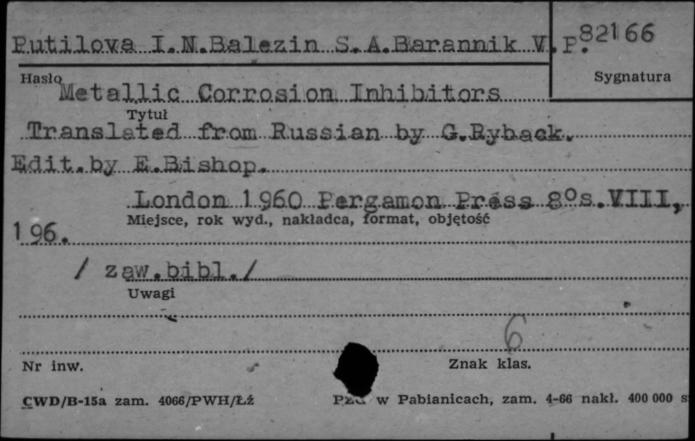 Putilova I.N.Balezin S.A.Barannik V.P. 82166
Hasło Sygnatura
Metallic Corrosion Inhibitors
Tytuł
Translated from Russian by G.Ryback.
Edit.by E.Bishop.
London 1960 Pergamon Press 8os.VIII,
Miejsce, rok wyd., nakładca, format, objętość
196.
/ zaw.bibl./
Uwagi
6
Nr inw. Znak klas.
CWD/B-15a zam. 4066/PWH/Łź w Pabianicach, zam. 4-66 nakł. 400 000